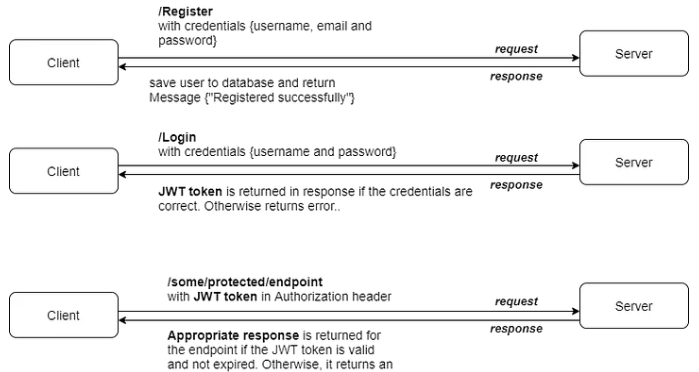 /Register
with credentials {username, email and
password}
request
Client
Server
response
save user to database and return
Message {"Registered successfully"}
/Login
with credentials {username and password}
request
Client
Server
response
JWT token is returned in response if the credentials are
correct. Otherwise returns error..
/some/protected/endpoint
with JWT token in Authorization header
request
Client
Server
response
Appropriate response is returned for
the endpoint if the JWT token is valid
and not expired. Otherwise, it returns an